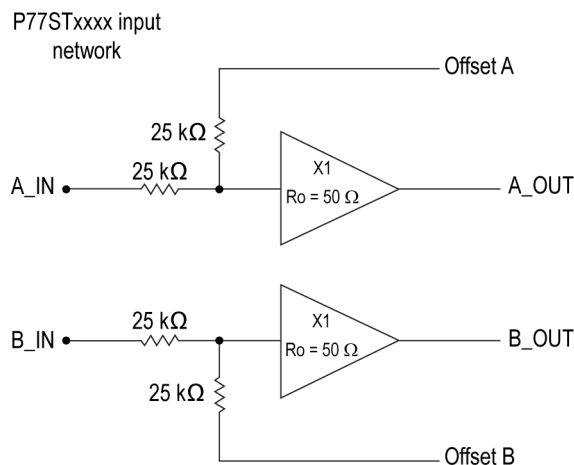 P77STxxxx input
network
Offset A
25 kΩ
25 kΩ
X1
A_IN
Ro = 50 Ω
A_OUT
25 kΩ
X1
B_IN
Ro = 50 Ω
B_OUT
25 kΩ
Offset B